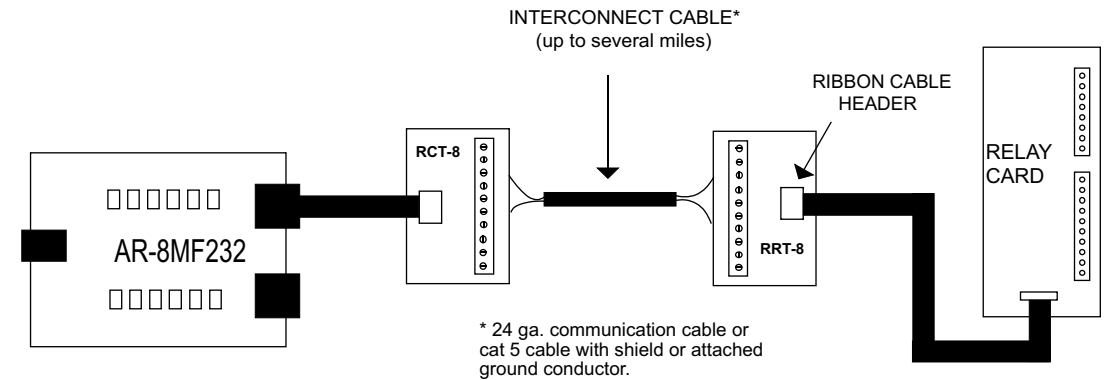 INTERCONNECT CABLE*
(up to several miles)
RIBBON CABLE
HEADER
RCT-8
RELAY
CARD
AR-8MF232
RRT-8
* 24 ga. communication cable or
cat 5 cable with shield or attached
ground conductor.